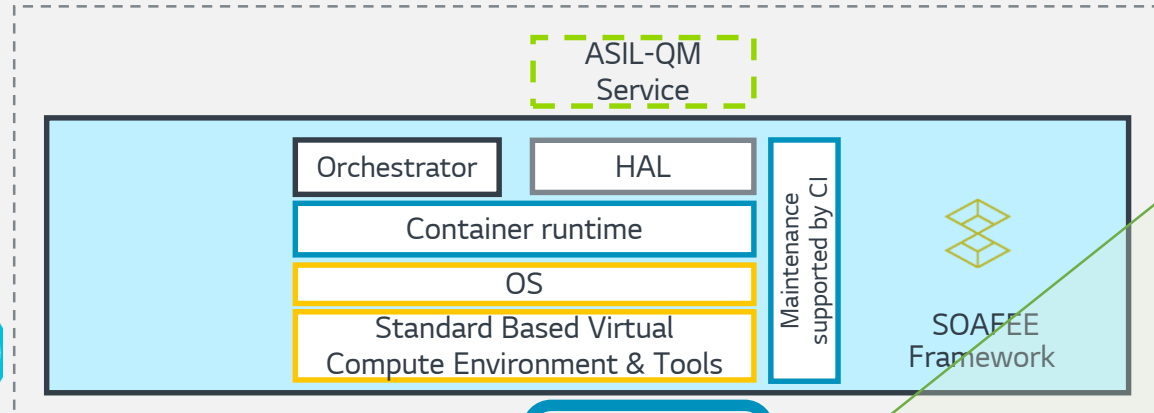 ASIL-QM
Service
Orchestrator
HAL
Container runtime
OS
Standard Based Virtual
Compute Environment & Tools
Maintenance
supported by CI
SOAFEE
Framework